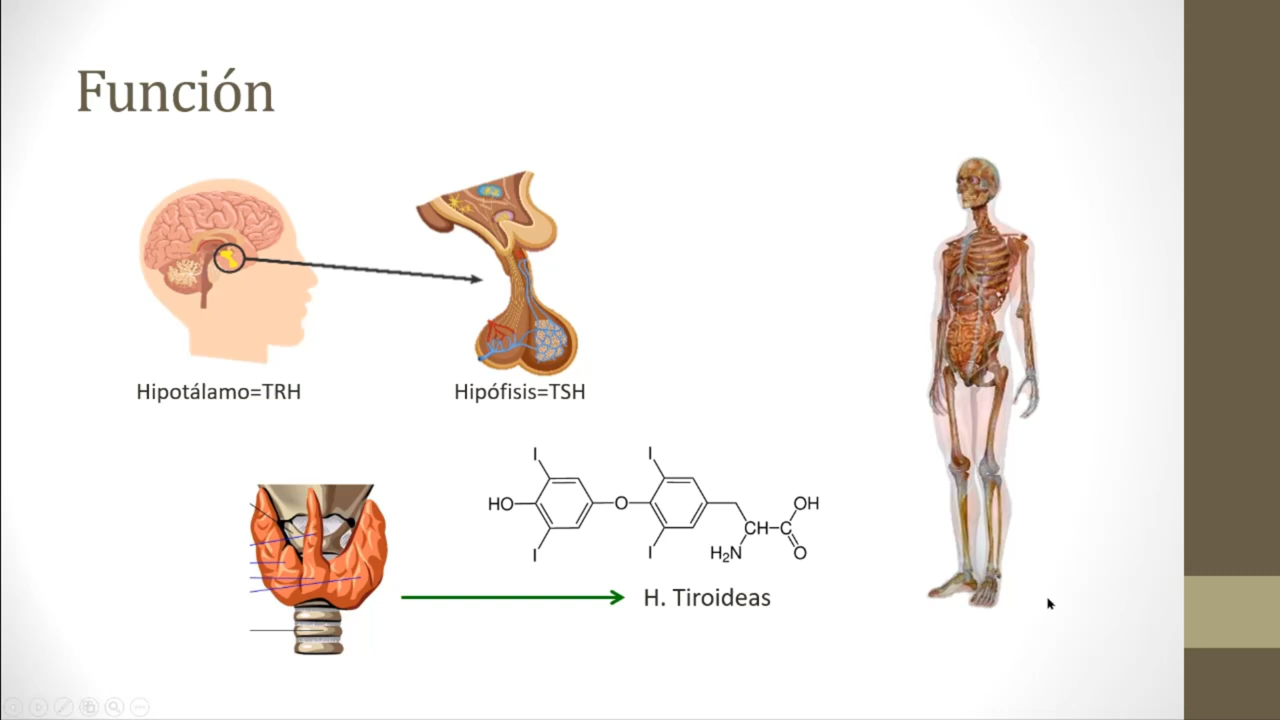 Función
Hipotálamo=TRH
Hipófisis=TSH
I
I
HO
O
OH
CH
C
I
I
H₂N
O
H. Tiroideas